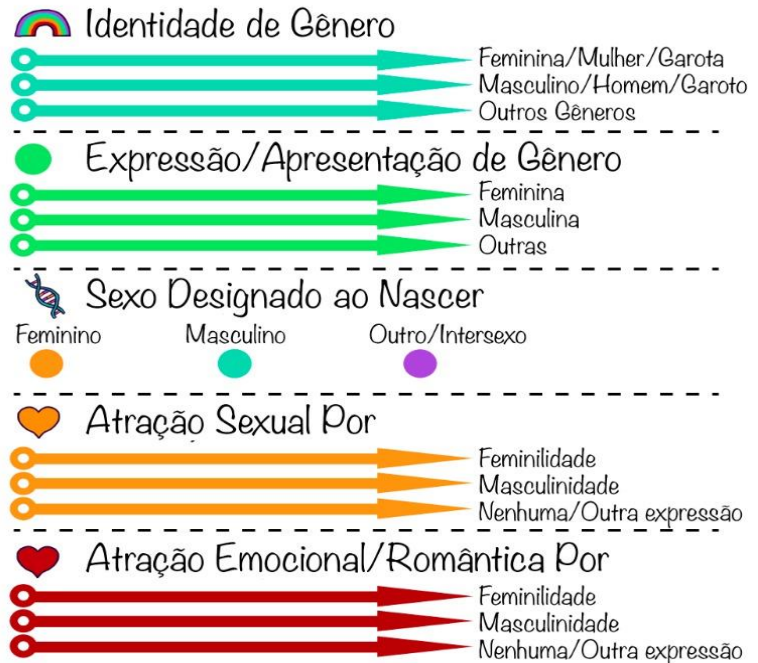 Identidade de Gênero
Feminina/Mulher/Garota
Masculino/Homem/Garoto
Outros Gêneros
Expressão/Apresentação de Gênero
Feminina
Masculina
Outras
Sexo Designado ao Nascer
Feminino Masculino Outro/Intersexo
Atração Sexual Por
Feminilidade
Masculinidade
Nenhuma/Outra expressão
Atração Emocional/Romântica Por
Feminilidade
Masculinidade
Nenhuma/Outra expressão